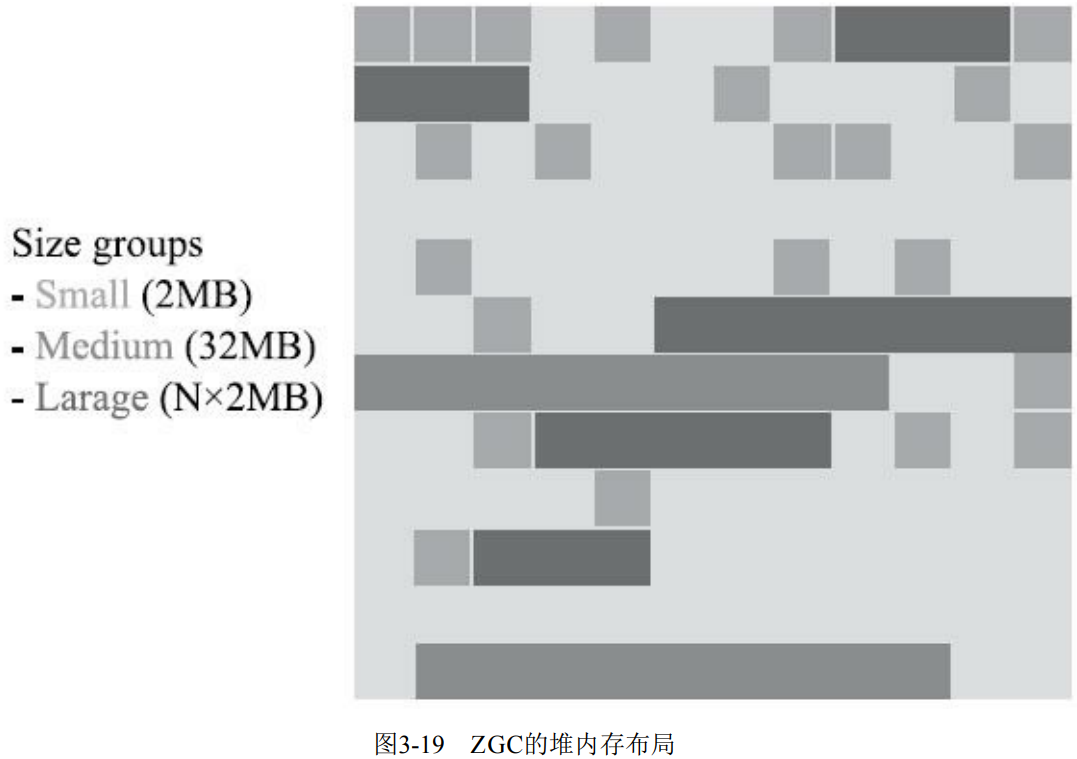 Size groups
- Small (2MB)
- Medium (32MB)
- Larage (N×2MB)
图3-19 ZGC的堆内存布局